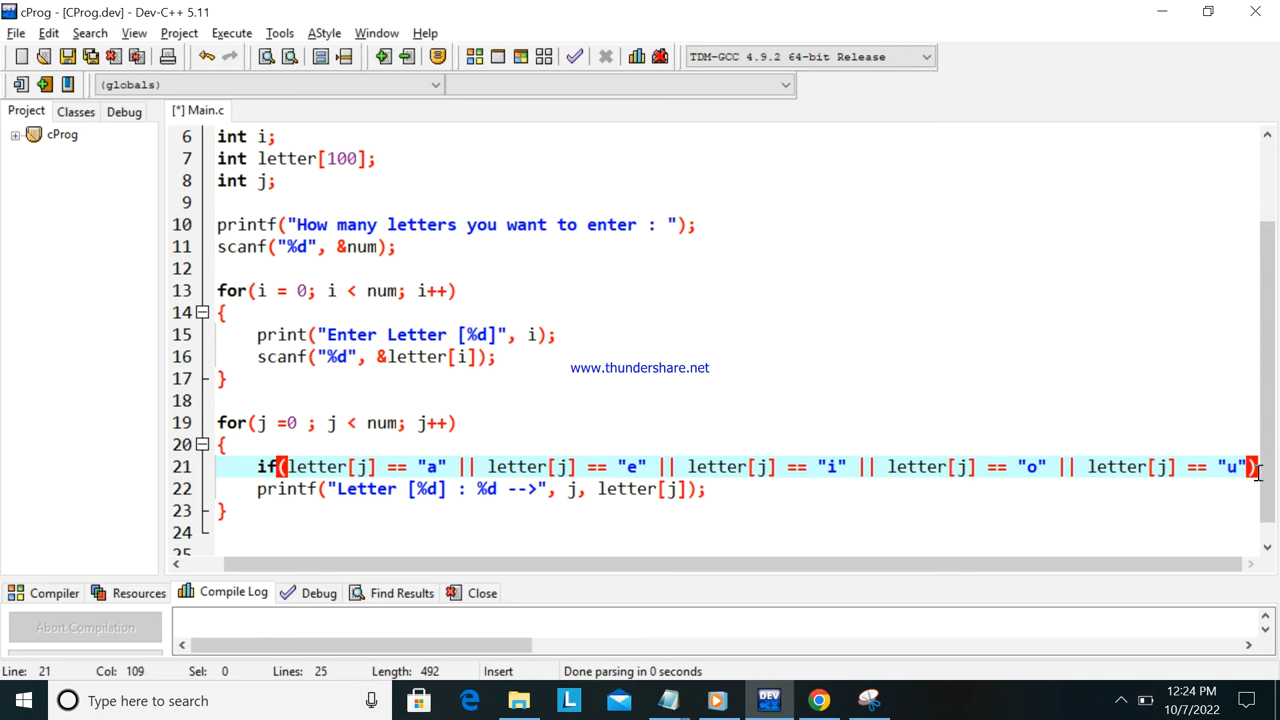 cProg - [CProg.dev] - Dev-C++ 5.11
File Edit Search View Project Execute Tools AStyle Window Help
TDM-GCC 4.9.2 64-bit Release
(globals)
Project Classes Debug
[*] Main.c
cProg
6 int i;
7 int letter[100];
8 int j;
9
10 printf("How many letters you want to enter : ");
11 scanf("%d", &num);
12
13 for(i = 0; i < num; i++)
14 {
15 print("Enter Letter [%d]", i);
16 scanf("%d", &letter[i]);
17 }
www.thundershare.net
18
19 for(j =0 ; j < num; j++)
20 {
21 if(letter[j] == "a" || letter[j] == "e" || letter[j] == "i" || letter[j] == "o" || letter[j] == "u")
22 printf("Letter [%d] : %d -->", j, letter[j]);
23 }
24
25
Compiler Resources Compile Log Debug Find Results Close
Abort Compilation
Line: 21 Col: 109 Sel: 0 Lines: 25 Length: 492 Insert Done parsing in 0 seconds
Type here to search
L
DEV
C++
12:24 PM
10/7/2022